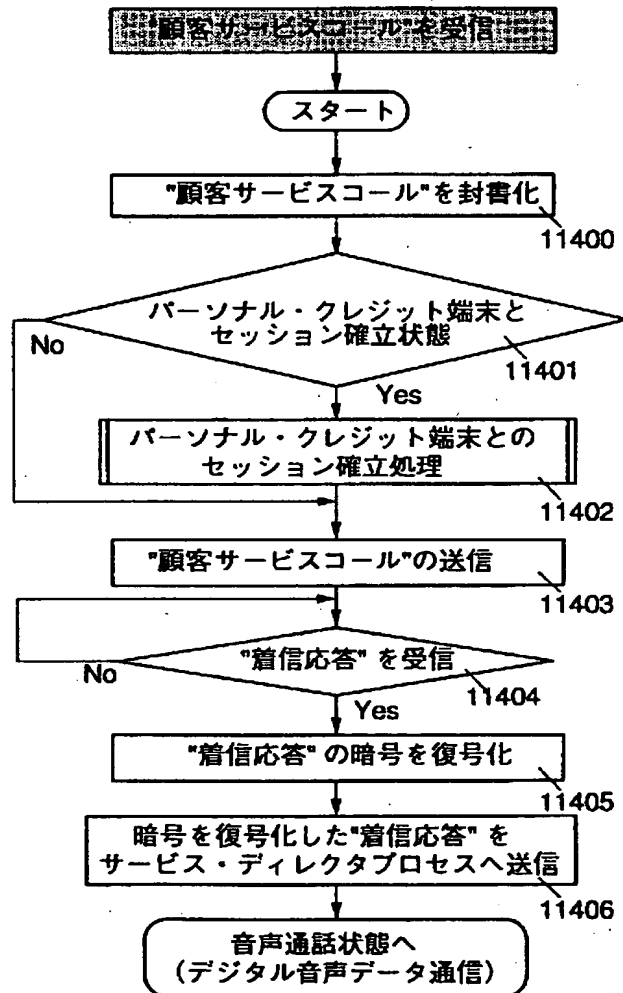 "顧客サービスコール"を受信
スタート
"顧客サービスコール"を封書化
11400
パーソナル・クレジット端末と
セッション確立状態
No
11401
Yes
パーソナル・クレジット端末との
セッション確立処理
11402
"顧客サービスコール"の送信
11403
"着信応答" を受信
No
11404
Yes
"着信応答" の暗号を復号化
11405
暗号を復号化した"着信応答" を
サービス・ディレクタプロセスへ送信
11406
音声通話状態へ
(デジタル音声データ通信)